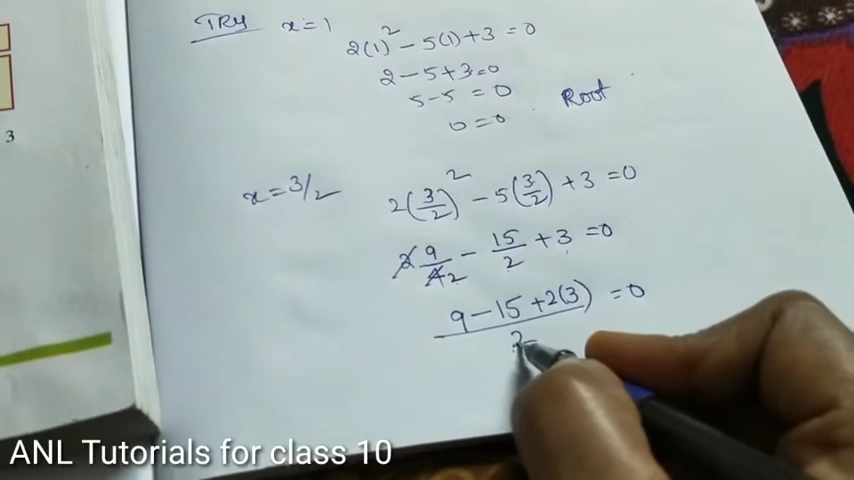 TRY x=1 2(1)² - 5(1) + 3 = 0
2 - 5 + 3 = 0
5 - 5 = 0 Root
0 = 0
x = 3/2 2(3/2)² - 5(3/2) + 3 = 0
2 9/4 2 - 15/2 + 3 = 0
9 - 15 + 2(3) = 0
2
3
ANL Tutorials for class 10